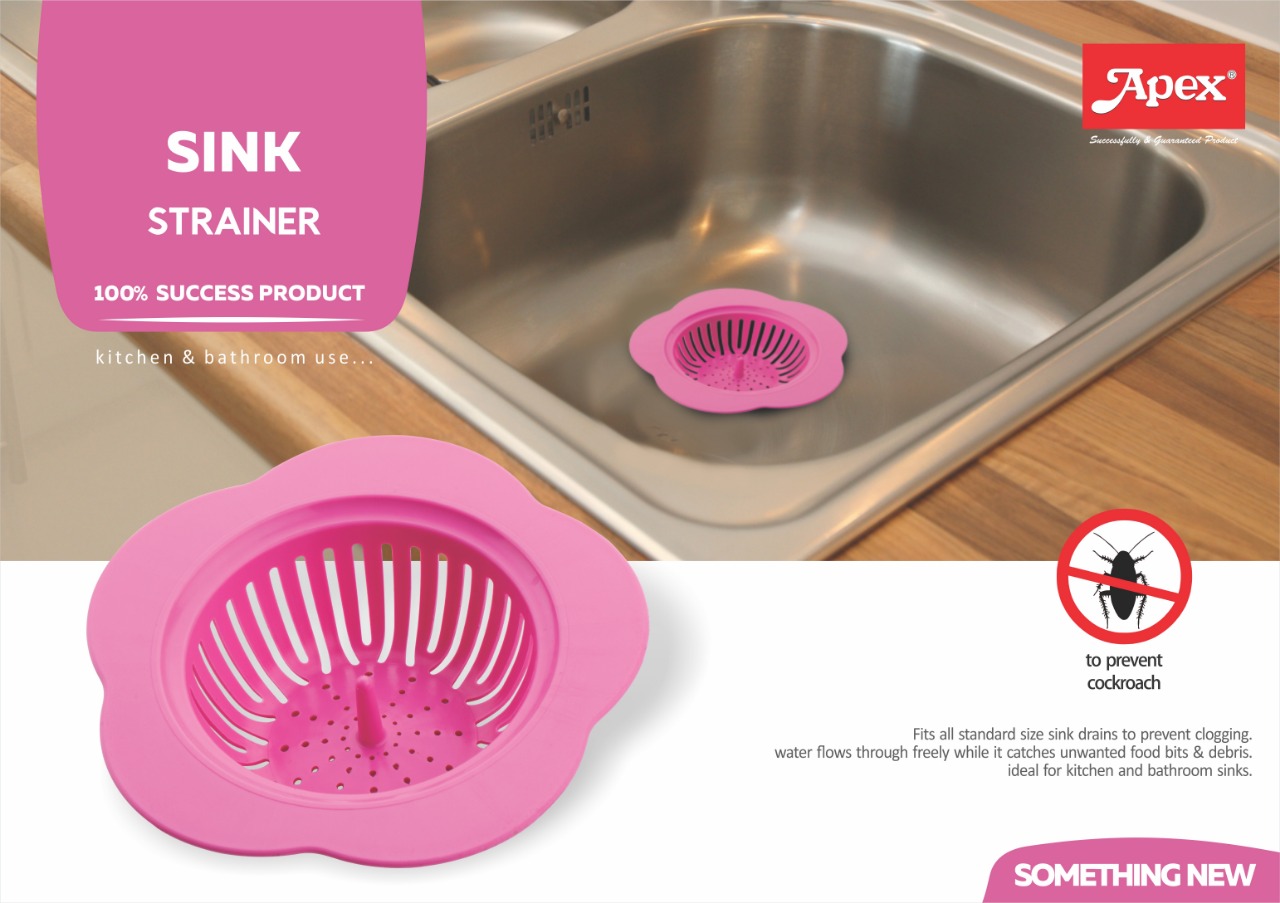 SINK
STRAINER
100% SUCCESS PRODUCT
kitchen & bathroom use...
Apex®
Successfully & Guaranteed Product
to prevent
cockroach
Fits all standard size sink drains to prevent clogging.
water flows through freely while it catches unwanted food bits & debris.
ideal for kitchen and bathroom sinks.
SOMETHING NEW